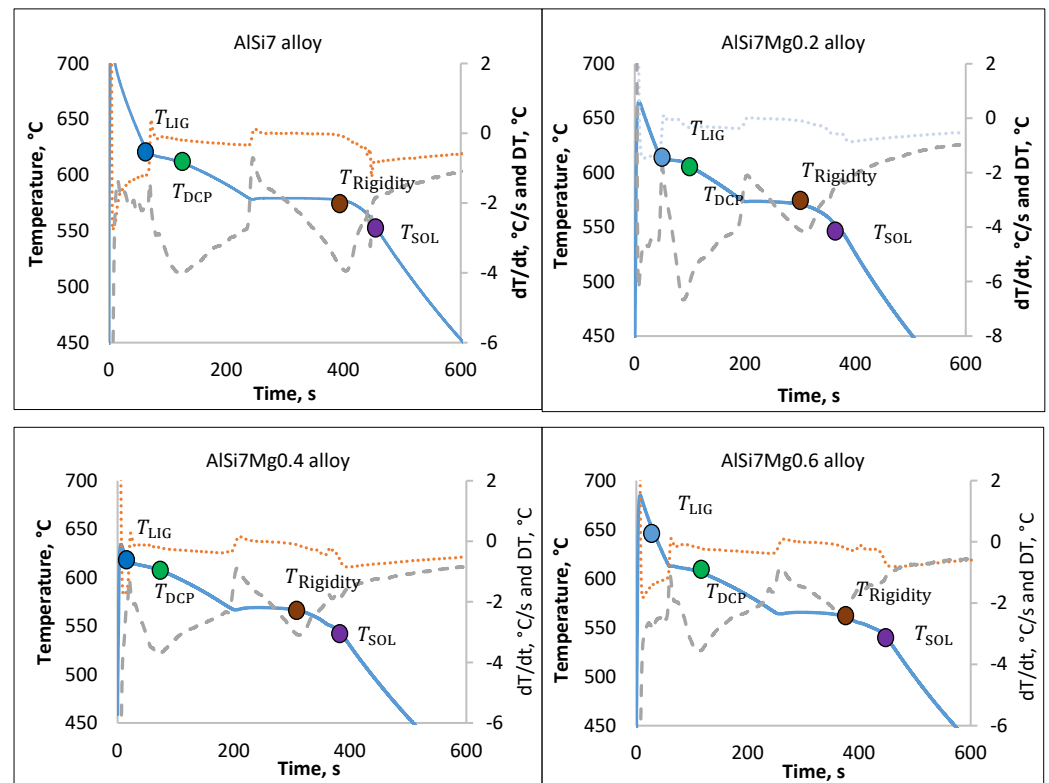 AlSi7 alloy
700
650
600
550
500
450
Temperature, °C
2
0
-2
-4
-6
dT/dt, °C/s and DT, °C
T_LIG
T_DCP
T_Rigidity
T_SOL
0
200
400
600
Time, s
AlSi7Mg0.2 alloy
700
650
600
550
500
450
Temperature, °C
2
0
-2
-4
-6
-8
dT/dt, °C/s and DT, °C
T_LIG
T_DCP
T_Rigidity
T_SOL
0
200
400
600
Time, s
AlSi7Mg0.4 alloy
700
650
600
550
500
450
Temperature, °C
2
0
-2
-4
-6
dT/dt, °C/s and DT, °C
T_LIG
T_DCP
T_Rigidity
T_SOL
0
200
400
600
Time, s
AlSi7Mg0.6 alloy
700
650
600
550
500
450
Temperature, °C
2
0
-2
-4
-6
dT/dt, °C/s and DT, °C
T_LIG
T_DCP
T_Rigidity
T_SOL
0
200
400
600
Time, s